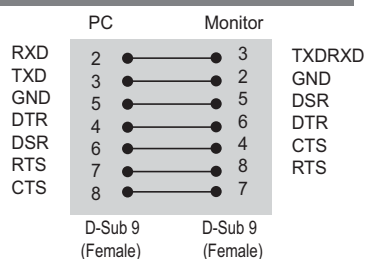 PC Monitor
RXD 2 3 TXDRXD
TXD 3 2 GND
GND 5 5 DSR
DTR 4 6 DTR
DSR 6 4 CTS
RTS 7 8 RTS
CTS 8 7
D-Sub 9 D-Sub 9
(Female) (Female)